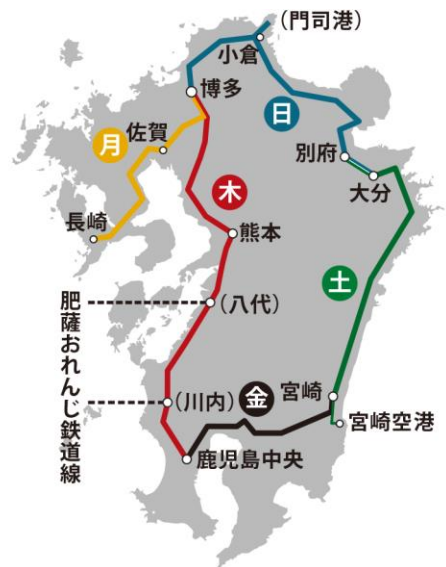 (門司港)
小倉
博多
日
佐賀
月
別府
大分
木
長崎
熊本
土
(八代)
肥薩おれんじ鉄道線
金
宮崎
(川内)
宮崎空港
鹿児島中央